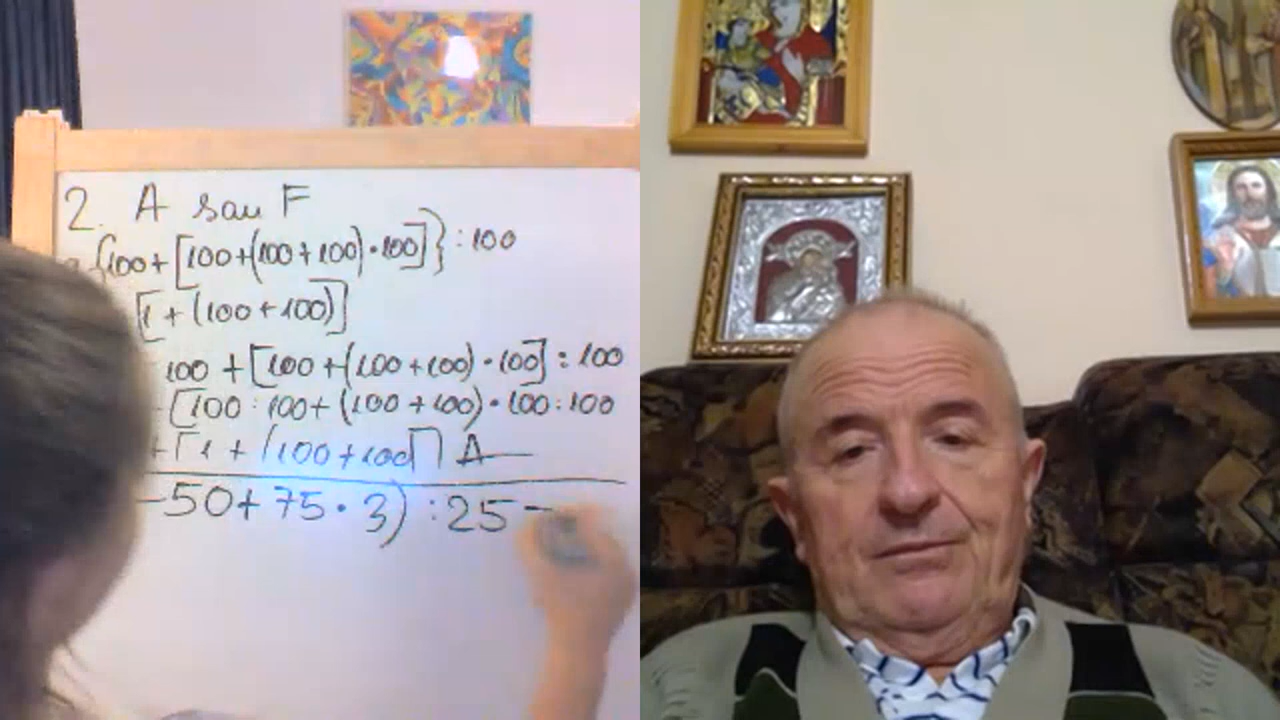 2. A sau F
{100+[100+(100+100)•100]} :100
[1 + (100+100)]
100 + [100 + (100+100) • 100] : 100
[100 : 100 + (100 + 100) • 100 : 100
+ [1 + (100+100)] A
-50 + 75 • 3) : 25 -